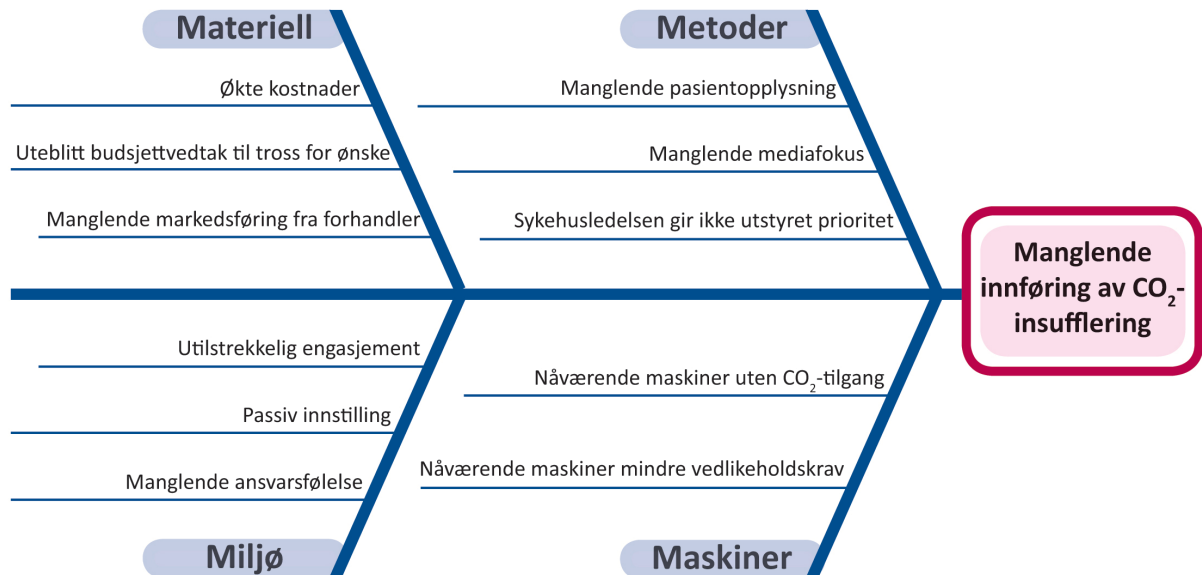 Materiell
Økte kostnader
Uteblitt budsjettvedtak til tross for ønske
Manglende markedsføring fra forhandler
Metoder
Manglende pasientopplysning
Manglende mediafokus
Sykehusledelsen gir ikke utstyret prioritet
Manglende
innføring av CO₂-
insufflering
Utilstrekkelig engasjement
Passiv innstilling
Manglende ansvarsfølelse
Miljø
Nåværende maskiner uten CO₂-tilgang
Nåværende maskiner mindre vedlikeholdskrav
Maskiner